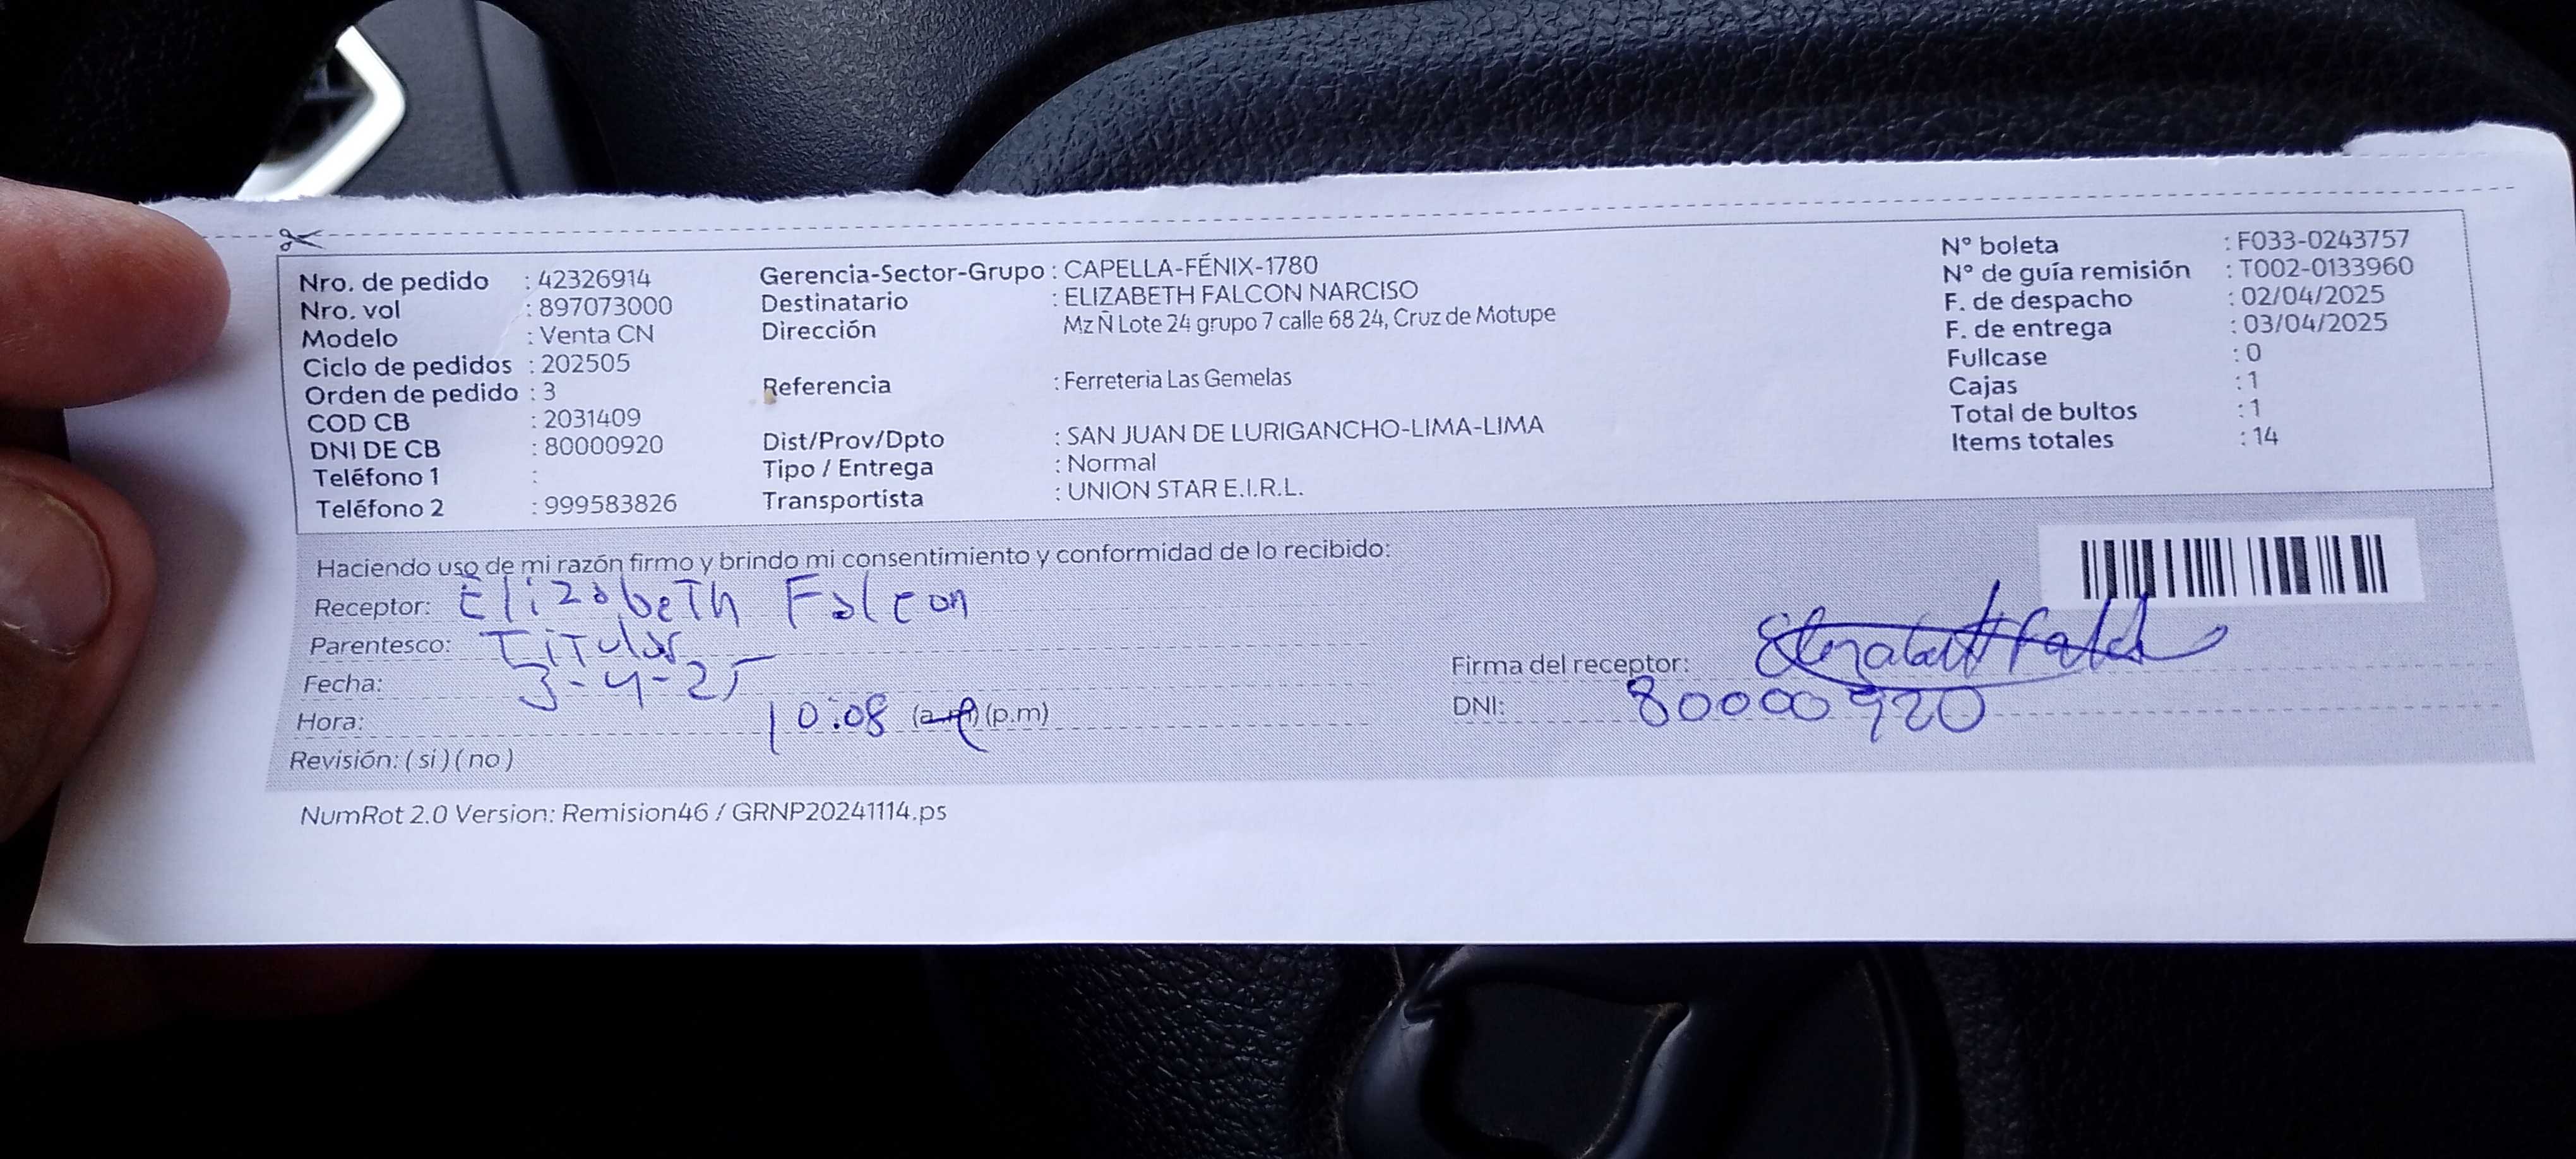 Nro. de pedido : 42326914
Nro. vol : 897073000
Modelo : Venta CN
Ciclo de pedidos : 202505
Orden de pedido : 3
COD CB : 2031409
DNI DE CB : 80000920
Teléfono 1 :
Teléfono 2 : 999583826
Gerencia-Sector-Grupo : CAPELLA-FÉNIX-1780
Destinatario : ELIZABETH FALCON NARCISO
Dirección Mz Ñ Lote 24 grupo 7 calle 68 24, Cruz de Motupe
Referencia : Ferreteria Las Gemelas
Dist/Prov/Dpto : SAN JUAN DE LURIGANCHO-LIMA-LIMA
Tipo / Entrega : Normal
Transportista : UNION STAR E.I.R.L.
N° boleta : F033-0243757
N° de guía remisión : T002-0133960
F. de despacho : 02/04/2025
F. de entrega : 03/04/2025
Fullcase : 0
Cajas : 1
Total de bultos : 1
Items totales : 14
Haciendo uso de mi razón firmo y brindo mi consentimiento y conformidad de lo recibido:
Receptor: Elizabeth Falcon
Parentesco: Titular
Fecha: 3-4-25
Hora: 10:08 (a.m) (p.m)
Revisión: ( si ) ( no )
Firma del receptor: Elizabeth Falcon
DNI: 80000920
NumRot 2.0 Version: Remision46 / GRNP20241114.ps